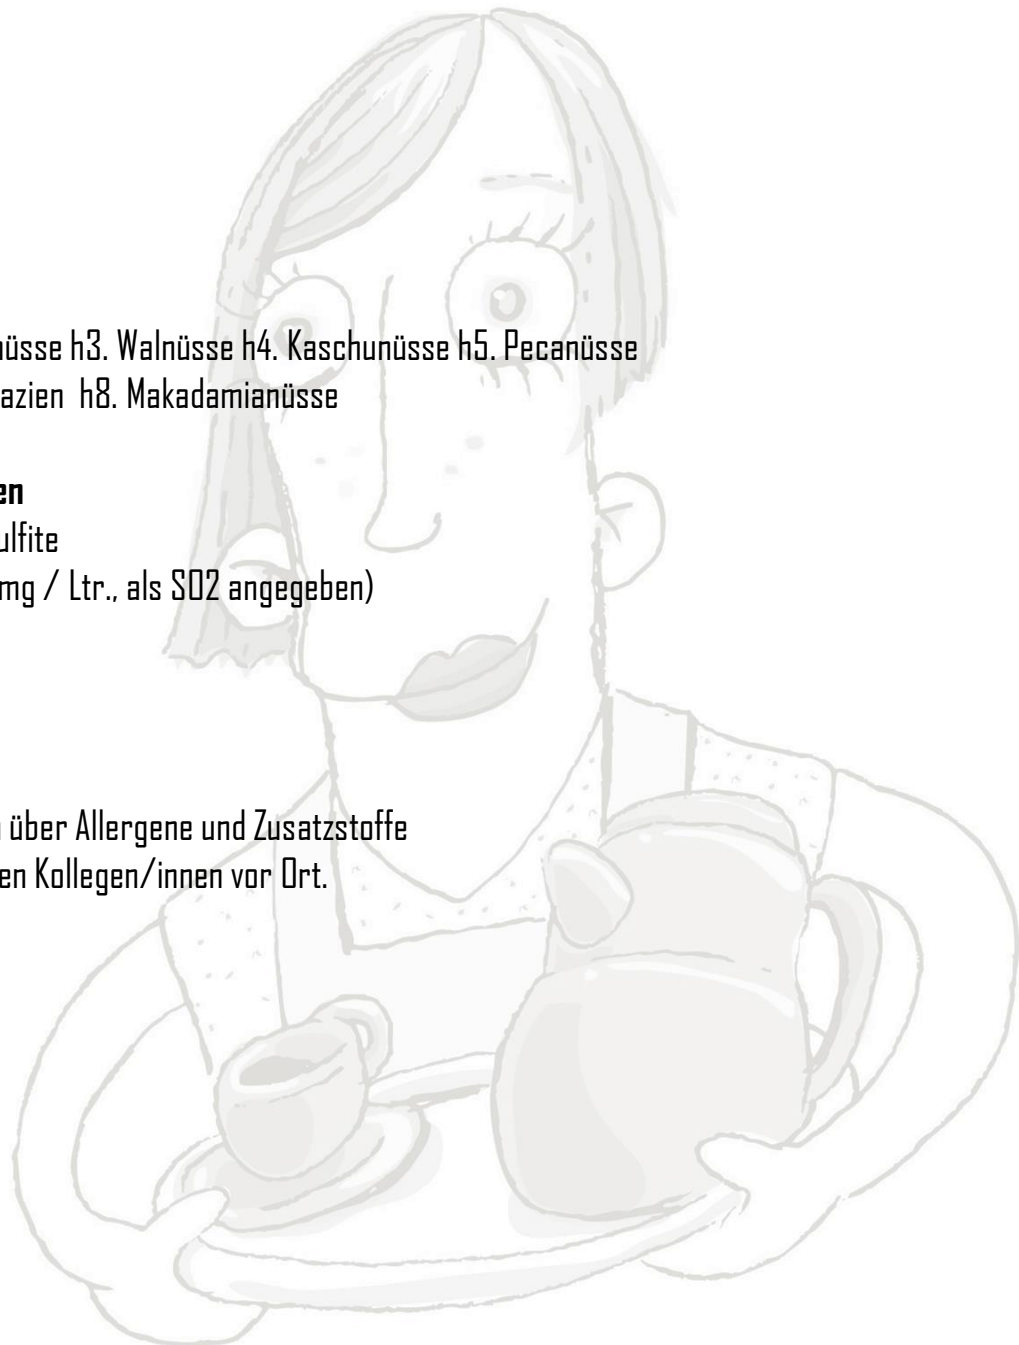 nüsse h3. Walnüsse h4. Kaschunüsse h5. Pecanüsse
azien h8. Makadamianüsse
en
ulfite
mg / Ltr., als SO2 angegeben)
über Allergene und Zusatzstoffe
en Kollegen/innen vor Ort.